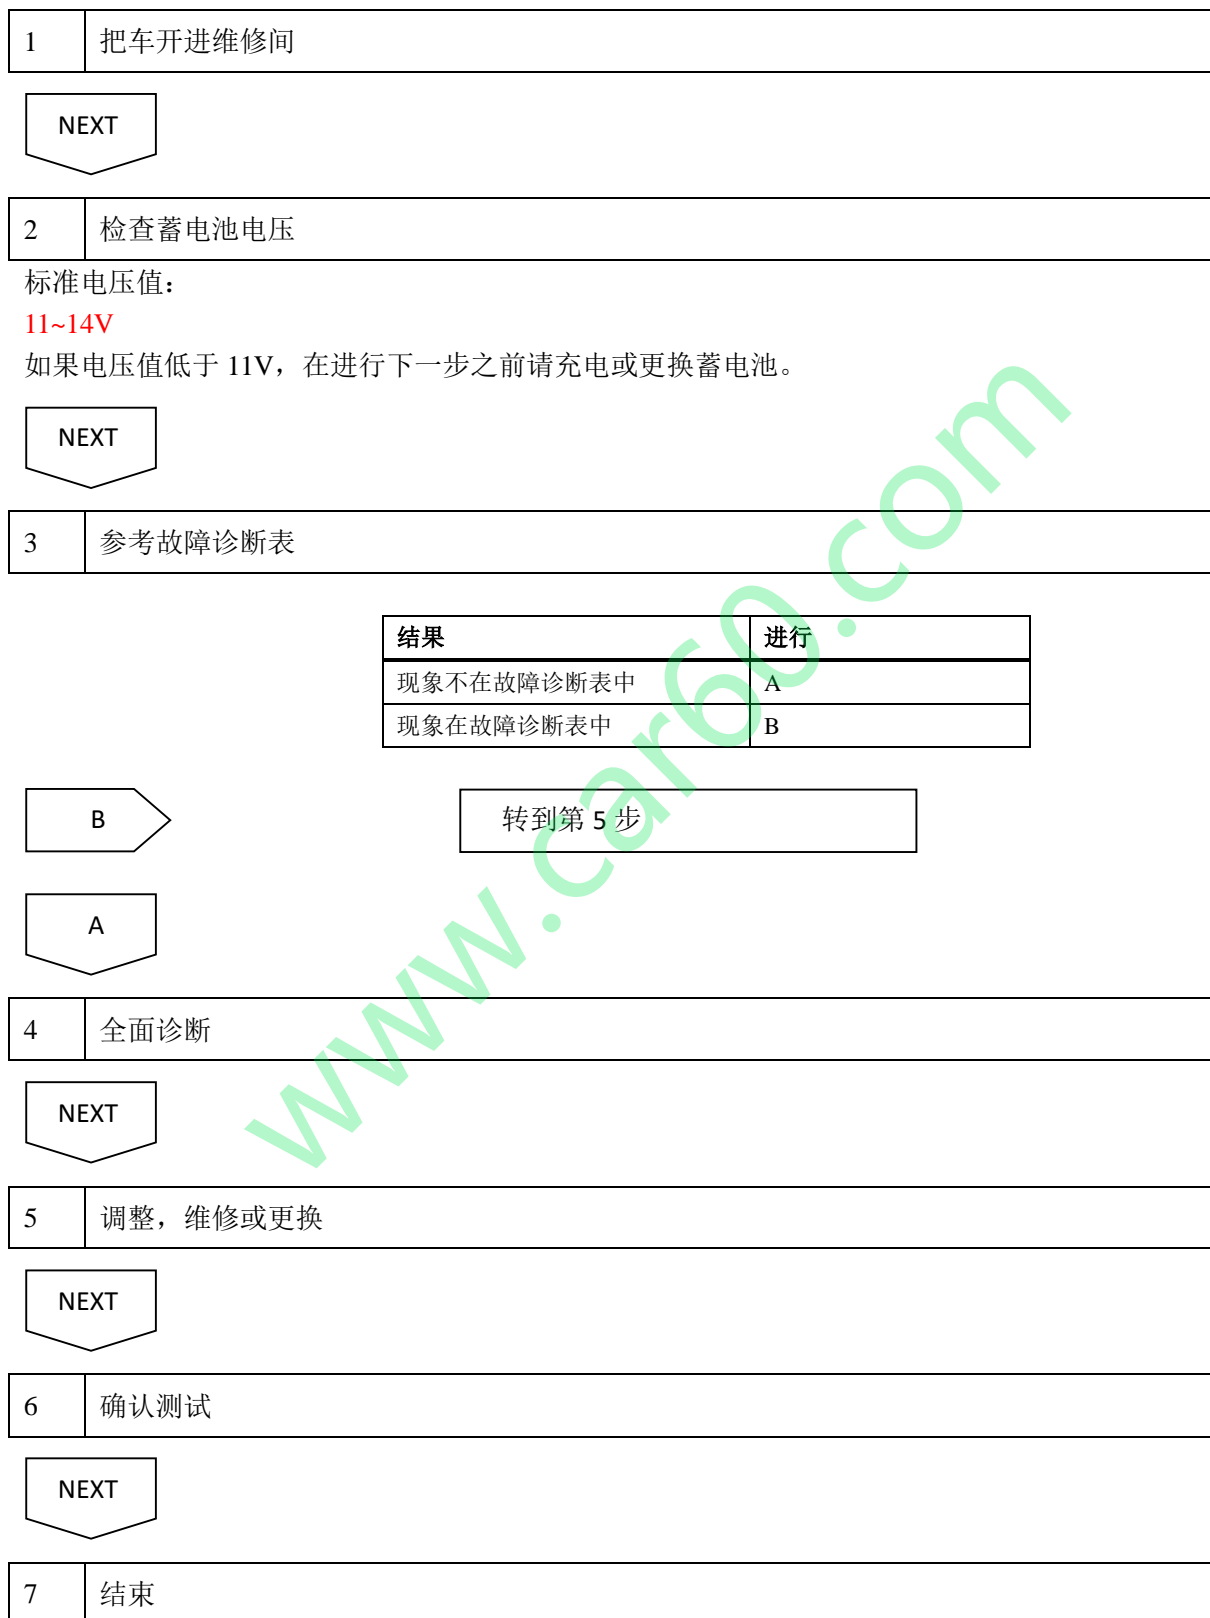 1 把车开进维修间
NEXT
2 检查蓄电池电压
标准电压值：
11~14V
如果电压值低于 11V，在进行下一步之前请充电或更换蓄电池。
NEXT
3 参考故障诊断表
结果 进行
现象不在故障诊断表中 A
现象在故障诊断表中 B
B 转到第 5 步
A
4 全面诊断
NEXT
5 调整，维修或更换
NEXT
6 确认测试
NEXT
7 结束
www.car60.com